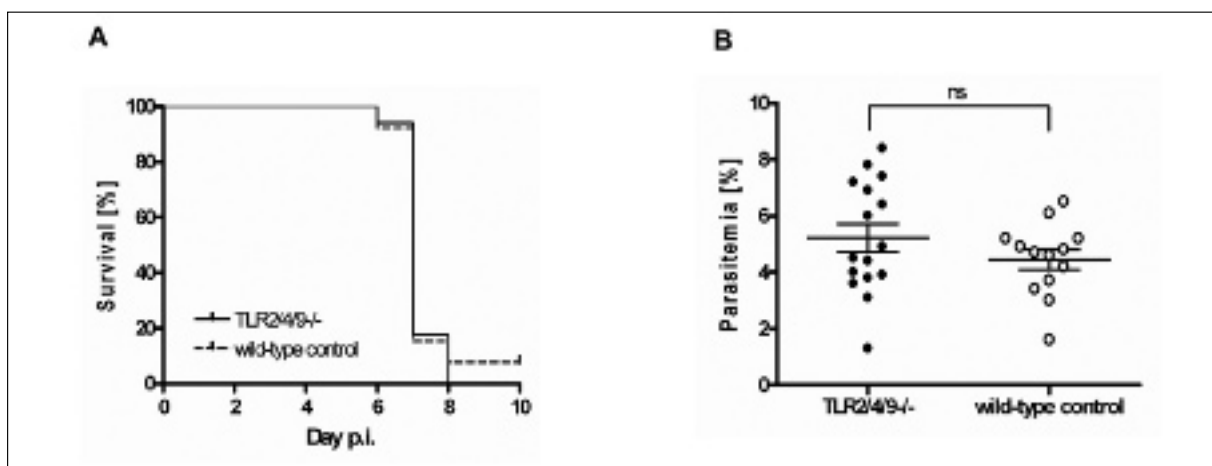 A
Survival [%]
100
80
60
40
20
0
TLR2/4/9-/-
wild-type control
0 2 4 6 8 10
Day p.i.
B
ns
Parasitemia [%]
10
8
6
4
2
0
TLR2/4/9-/- wild-type control